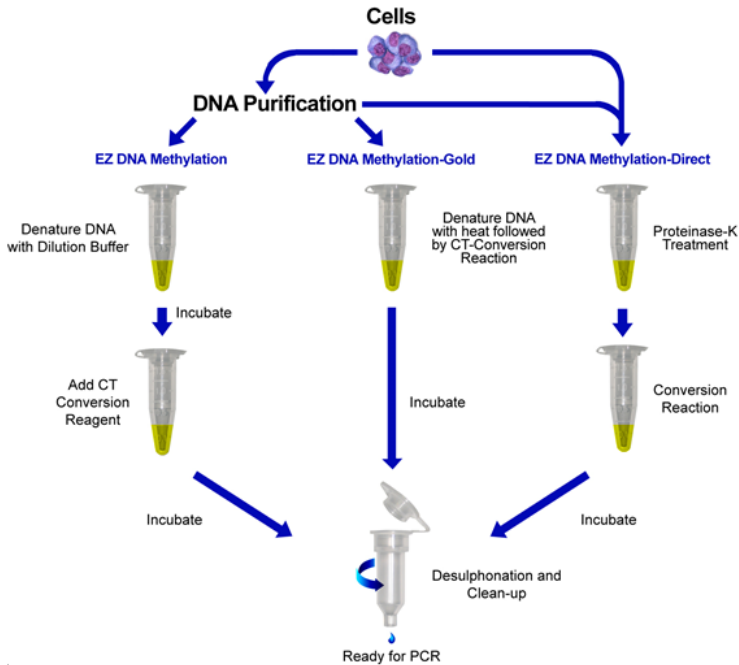 Cells
DNA Purification
EZ DNA Methylation
EZ DNA Methylation-Gold
EZ DNA Methylation-Direct
Denature DNA
with Dilution Buffer
Denature DNA
with heat followed
by CT-Conversion
Reaction
Proteinase-K
Treatment
Incubate
Add CT
Conversion
Reagent
Incubate
Conversion
Reaction
Incubate
Incubate
Desulphonation and
Clean-up
Ready for PCR